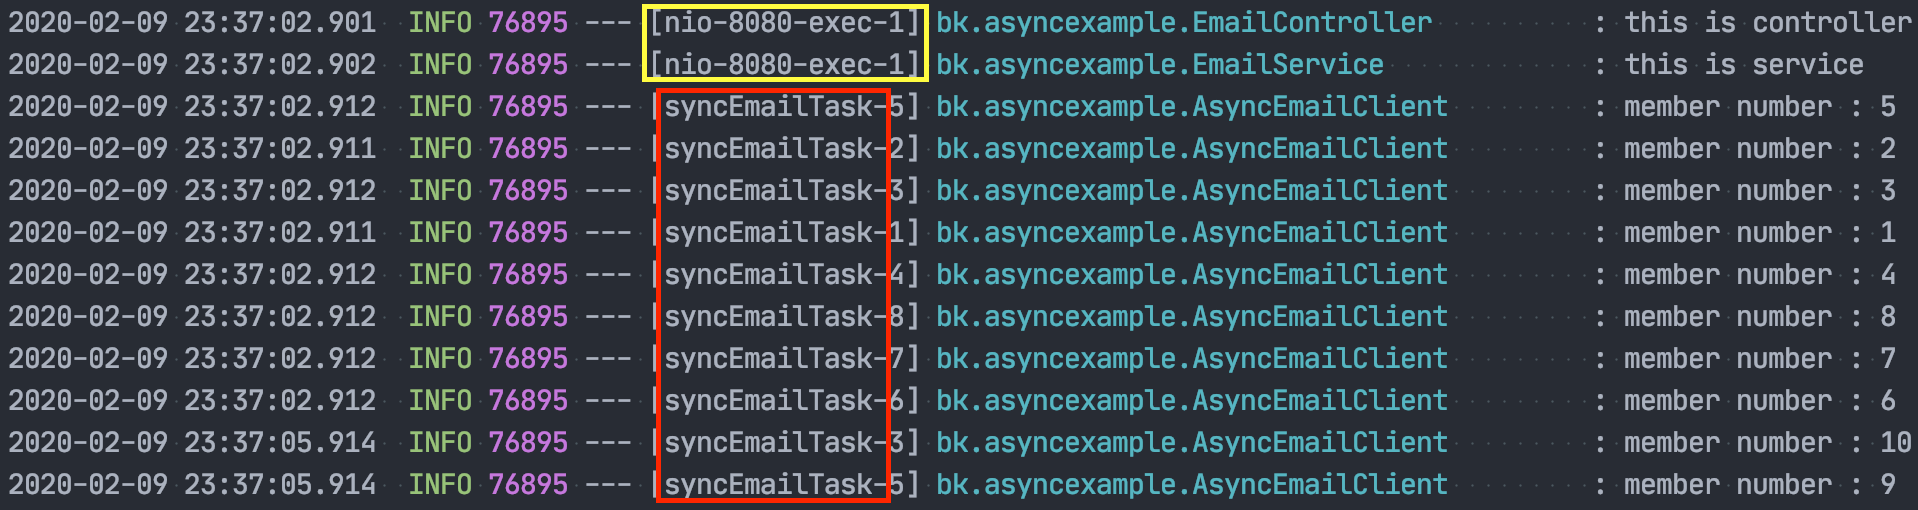 2020-02-09 23:37:02.901 INFO 76895 --- [nio-8080-exec-1] bk.asyncexample.EmailController : this is controller
2020-02-09 23:37:02.902 INFO 76895 --- [nio-8080-exec-1] bk.asyncexample.EmailService : this is service
2020-02-09 23:37:02.912 INFO 76895 --- [syncEmailTask-5] bk.asyncexample.AsyncEmailClient : member number : 5
2020-02-09 23:37:02.911 INFO 76895 --- [syncEmailTask-2] bk.asyncexample.AsyncEmailClient : member number : 2
2020-02-09 23:37:02.912 INFO 76895 --- [syncEmailTask-3] bk.asyncexample.AsyncEmailClient : member number : 3
2020-02-09 23:37:02.911 INFO 76895 --- [syncEmailTask-1] bk.asyncexample.AsyncEmailClient : member number : 1
2020-02-09 23:37:02.912 INFO 76895 --- [syncEmailTask-4] bk.asyncexample.AsyncEmailClient : member number : 4
2020-02-09 23:37:02.912 INFO 76895 --- [syncEmailTask-8] bk.asyncexample.AsyncEmailClient : member number : 8
2020-02-09 23:37:02.912 INFO 76895 --- [syncEmailTask-7] bk.asyncexample.AsyncEmailClient : member number : 7
2020-02-09 23:37:02.912 INFO 76895 --- [syncEmailTask-6] bk.asyncexample.AsyncEmailClient : member number : 6
2020-02-09 23:37:05.914 INFO 76895 --- [syncEmailTask-3] bk.asyncexample.AsyncEmailClient : member number : 10
2020-02-09 23:37:05.914 INFO 76895 --- [syncEmailTask-5] bk.asyncexample.AsyncEmailClient : member number : 9